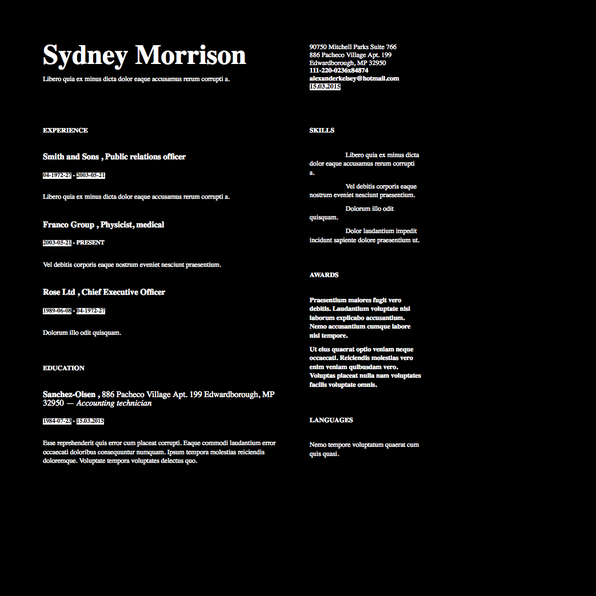 Sydney Morrison
Libero quia ex minus dicta dolor eaque accusamus rerum corrupti a.
90750 Mitchell Parks Suite 766
886 Pacheco Village Apt. 199
Edwardborough, MP 32950
111-220-0236x84874
alexanderkelsey@hotmail.com
15.03.2015
EXPERIENCE
Smith and Sons , Public relations officer
04-1972-27 - 2003-05-21
Libero quia ex minus dicta dolor eaque accusamus rerum corrupti a.
Franco Group , Physicist, medical
2003-05-21 - PRESENT
Vel debitis corporis eaque nostrum eveniet nesciunt praesentium.
Rose Ltd , Chief Executive Officer
1989-06-08 - 04-1972-27
Dolorum illo odit quisquam.
EDUCATION
Sanchez-Olsen , 886 Pacheco Village Apt. 199 Edwardborough, MP
32950 — Accounting technician
1984-07-23 - 15.03.2015
Esse reprehenderit quis error cum placeat corrupti. Eaque commodi laudantium error
occaecati doloribus consequuntur numquam. Ipsum tempora molestias reiciendis
doloremque. Voluptate tempora voluptates delectus quo.
SKILLS
Libero quia ex minus dicta
dolor eaque accusamus rerum corrupti
a.
Vel debitis corporis eaque
nostrum eveniet nesciunt praesentium.
Dolorum illo odit
quisquam.
Dolor laudantium impedit
incidunt sapiente dolore praesentium ut.
AWARDS
Praesentium maiores fugit vero
debitis. Laudantium voluptate nisi
laborum explicabo accusantium.
Nemo accusantium cumque labore
nisi tempore.
Ut eius quaerat optio veniam neque
occaecati. Reiciendis molestias vero
enim veniam quibusdam vero.
Voluptas placeat nulla nam voluptates
facilis voluptate omnis.
LANGUAGES
Nemo tempore voluptatum quaerat cum
quis quasi.